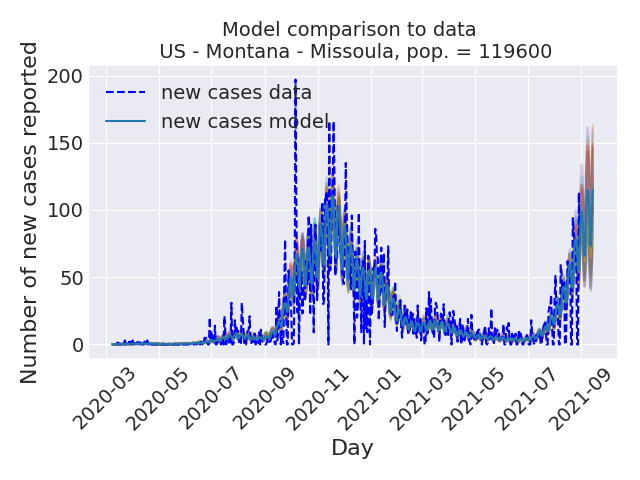 Model comparison to data
US - Montana - Missoula, pop. = 119600
Number of new cases reported
200
150
100
50
0
new cases data
new cases model
2020-03
2020-05
2020-07
2020-09
2020-11
2021-01
2021-03
2021-05
2021-07
2021-09
Day